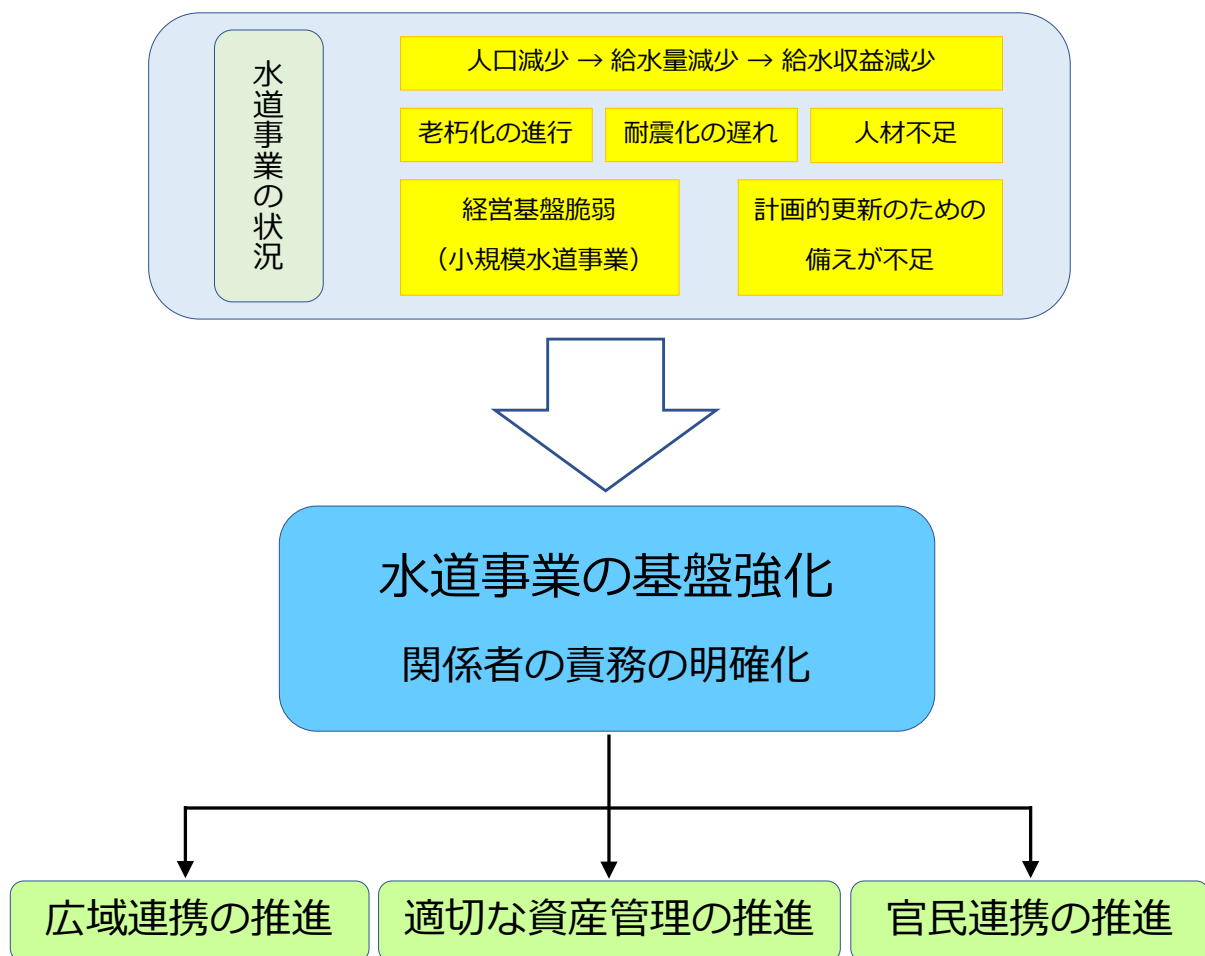 水道事業の状況
人口減少 → 給水量減少 → 給水収益減少
老朽化の進行
耐震化の遅れ
人材不足
経営基盤脆弱
（小規模水道事業）
計画的更新のための
備えが不足
水道事業の基盤強化
関係者の責務の明確化
広域連携の推進
適切な資産管理の推進
官民連携の推進